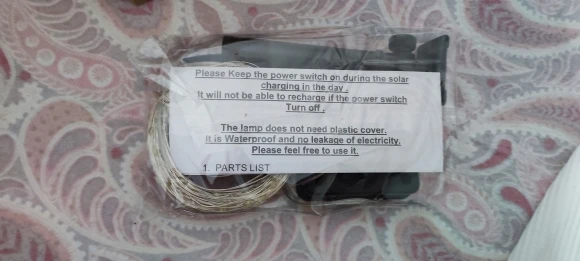 Please Keep the power switch on during the solar
charging in the day .
It will not be able to recharge if the power switch
Turn off .
The lamp does not need plastic cover.
It is Waterproof and no leakage of electricity.
Please feel free to use it.
1. PARTS LIST